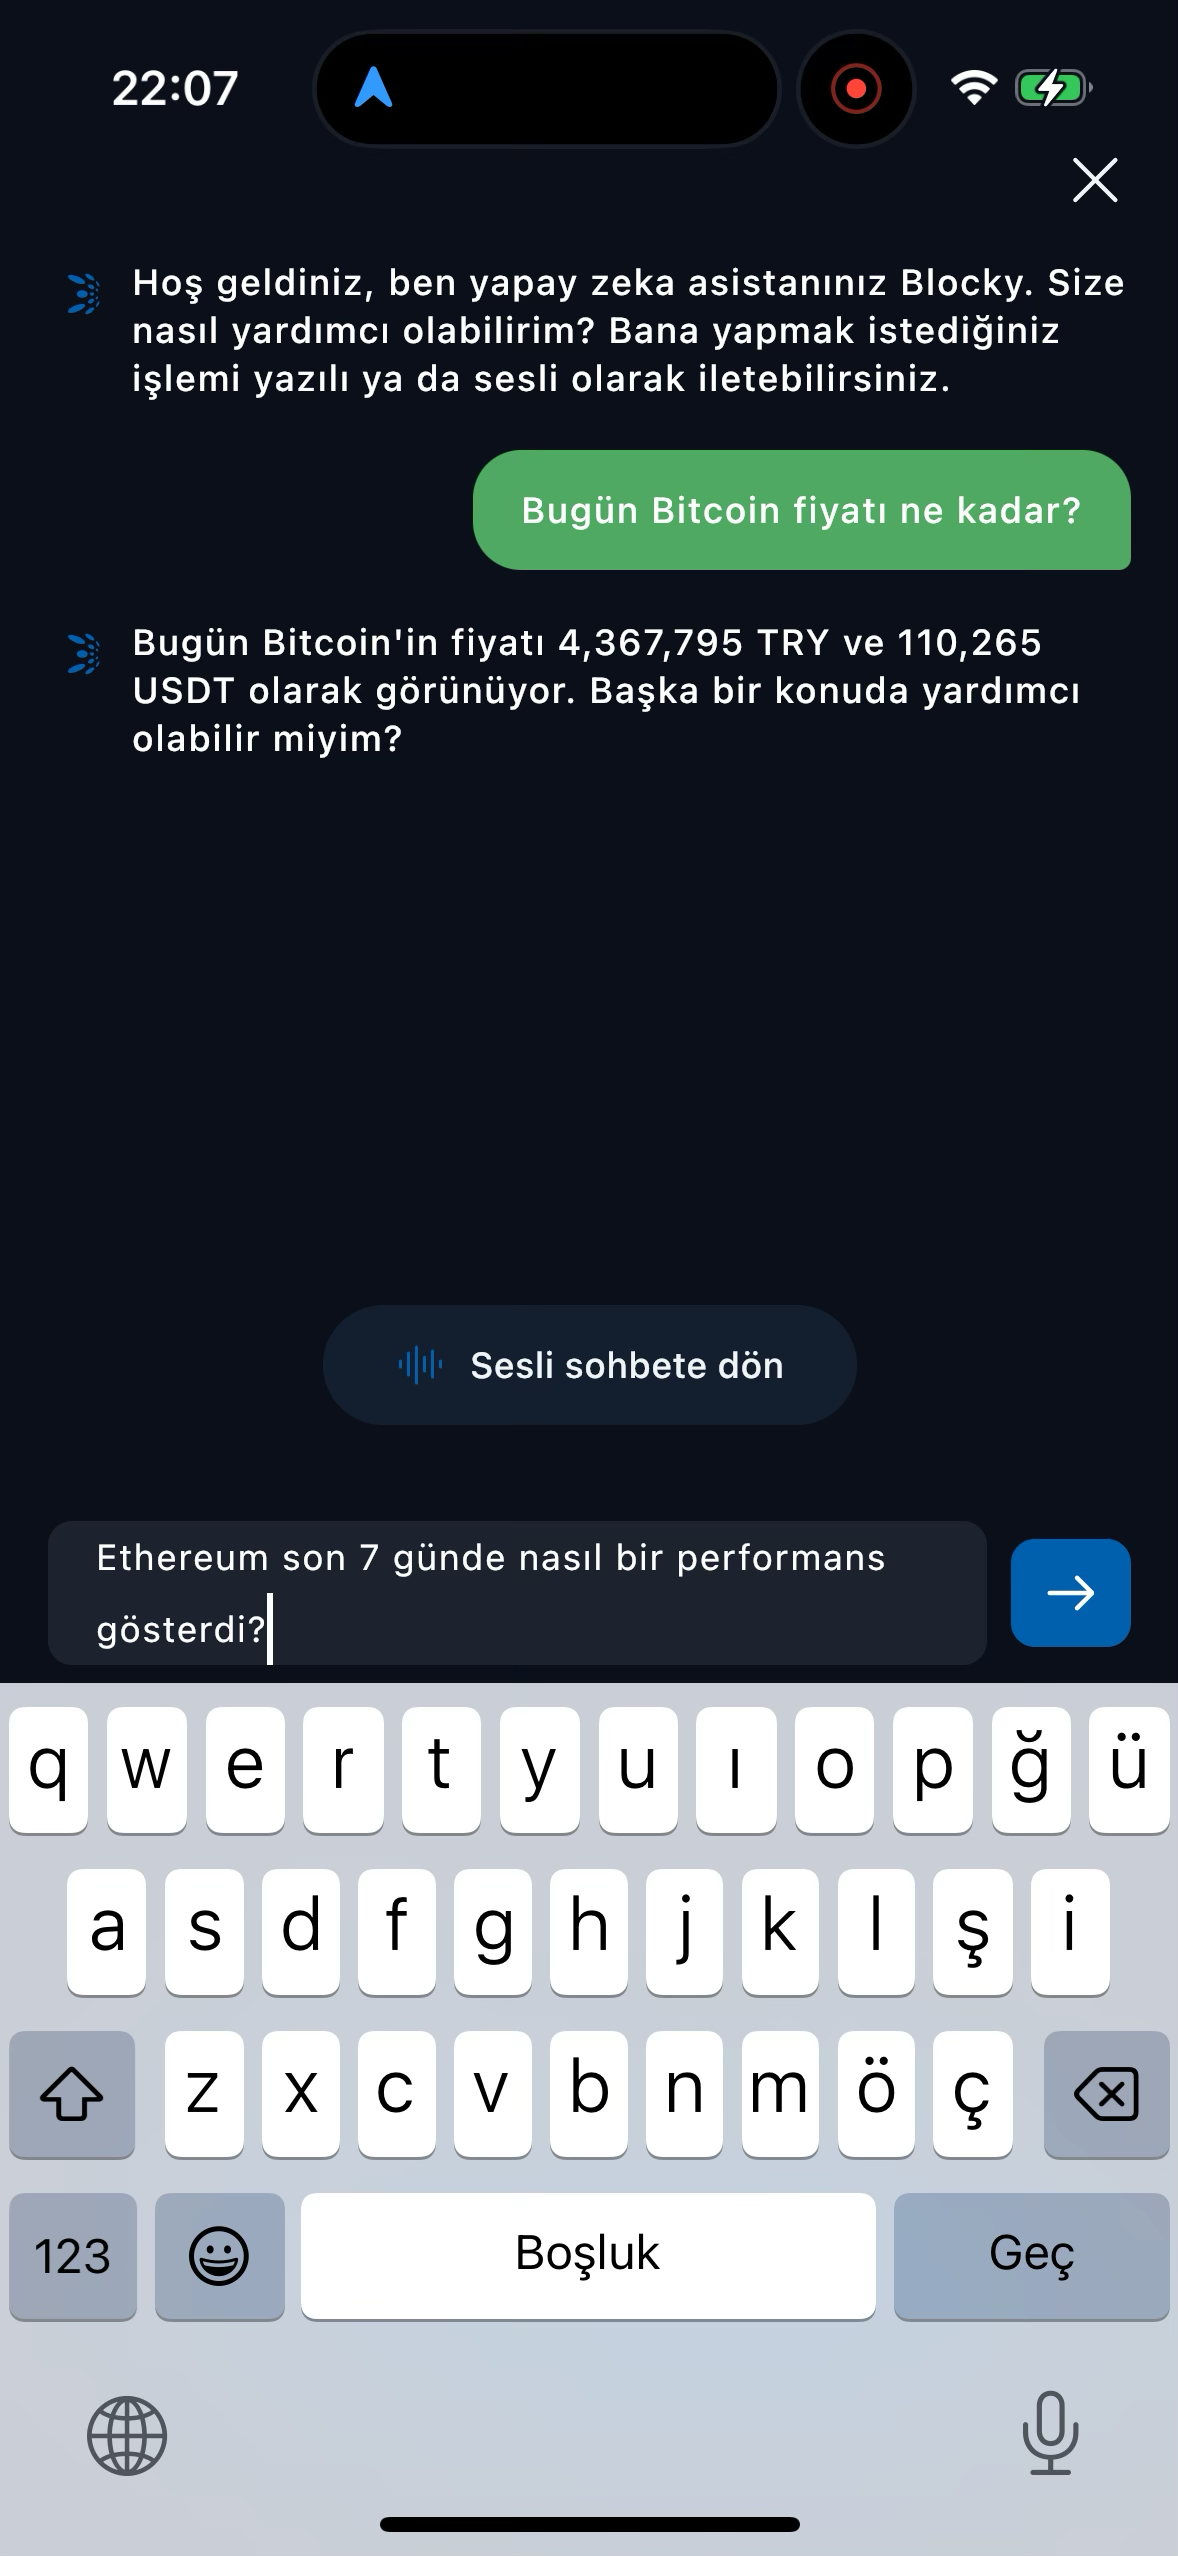 22:07
Hoş geldiniz, ben yapay zeka asistanınız Blocky. Size
nasıl yardımcı olabilirim? Bana yapmak istediğiniz
işlemi yazılı ya da sesli olarak iletebilirsiniz.
Bugün Bitcoin fiyatı ne kadar?
Bugün Bitcoin'in fiyatı 4,367,795 TRY ve 110,265
USDT olarak görünüyor. Başka bir konuda yardımcı
olabilir miyim?
Sesli sohbete dön
Ethereum son 7 günde nasıl bir performans
gösterdi?
q w e r t y u ı o p ğ ü
a s d f g h j k l ş i
z x c v b n m ö ç
123 Boşluk Geç